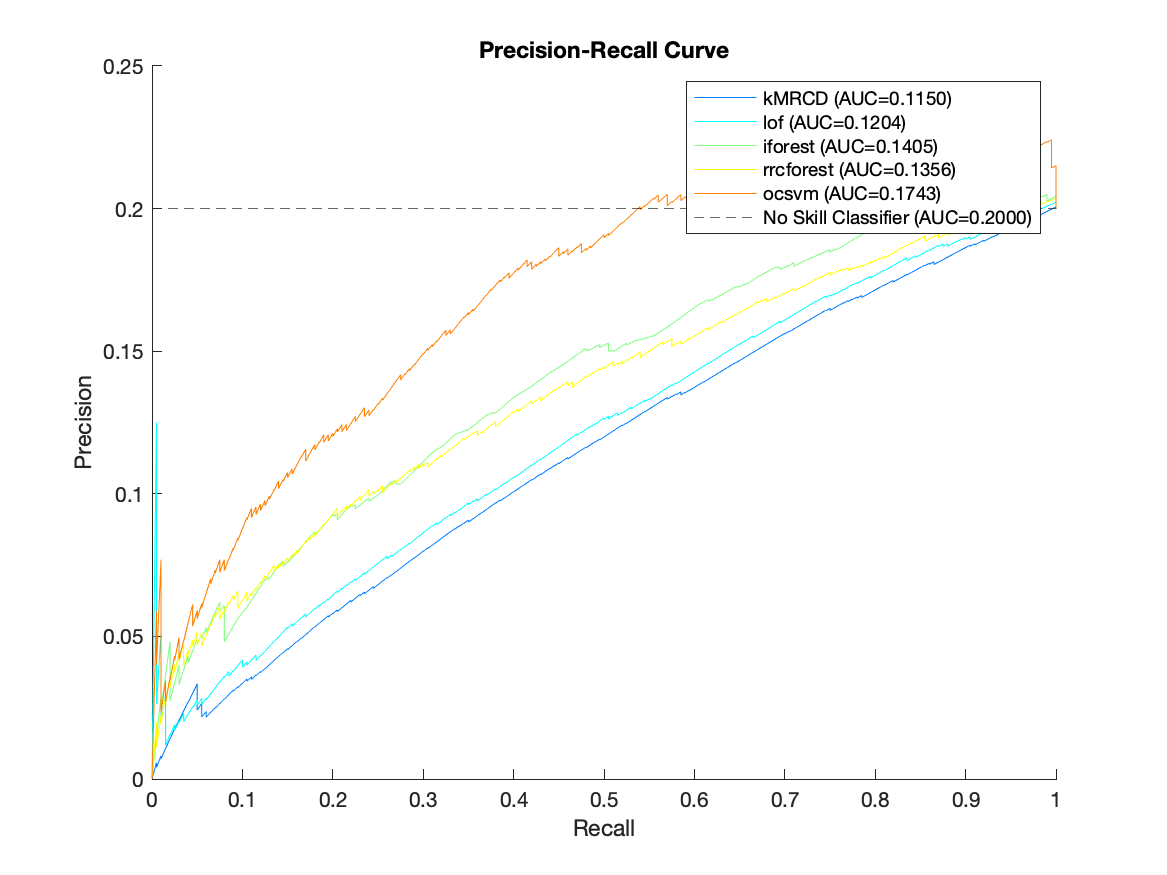 Precision-Recall Curve
0.25
0.2
0.15
0.1
0.05
0
Precision
kMRCD (AUC=0.1150)
lof (AUC=0.1204)
iforest (AUC=0.1405)
rrcforest (AUC=0.1356)
ocsvm (AUC=0.1743)
No Skill Classifier (AUC=0.2000)
0 0.1 0.2 0.3 0.4 0.5 0.6 0.7 0.8 0.9 1
Recall